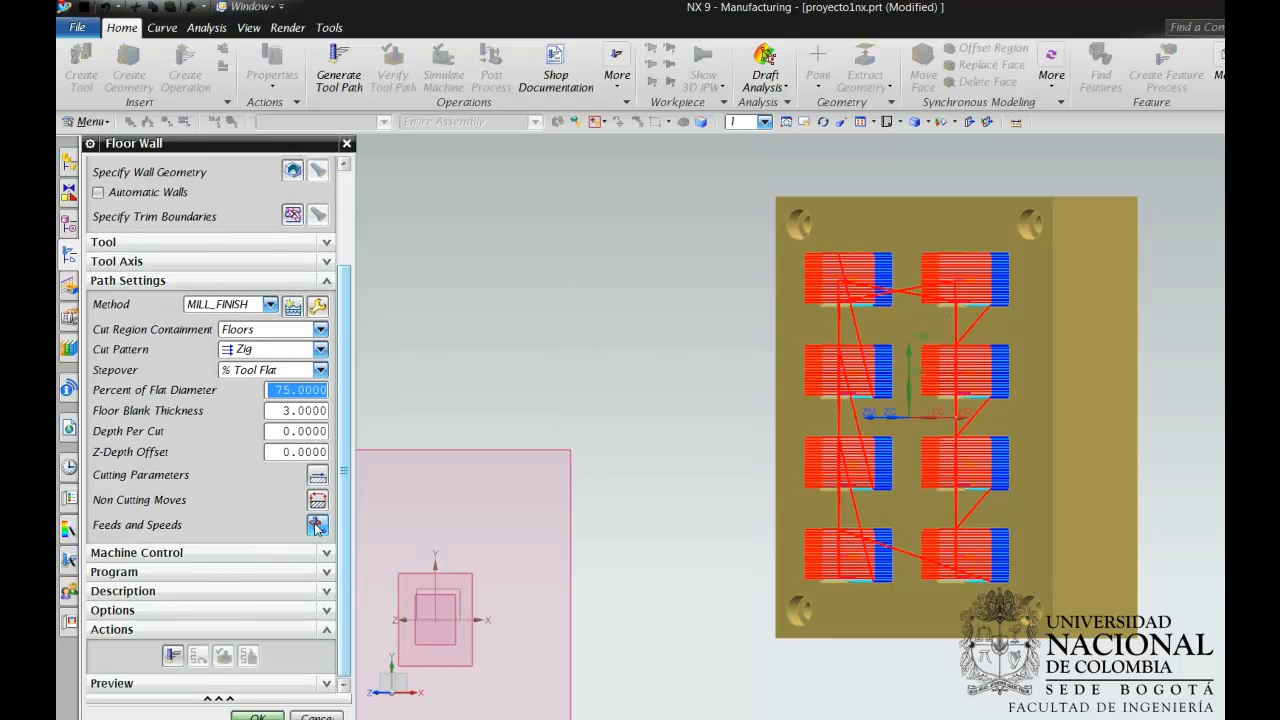 Window
NX 9 - Manufacturing - [proyecto1nx.prt (Modified) ]
File Home Curve Analysis View Render Tools
Find a Con
Create Tool
Create Geometry
Create Operation
Properties
Generate Tool Path
Verify Tool Path
Simulate Machine
Post Process
Shop Documentation
More
Show 3D IPW
Draft Analysis
Point
Extract Geometry
Move Face
Offset Region
Replace Face
Delete Face
More
Find Features
Create Feature Process
Insert Actions Operations Workpiece Analysis Geometry Synchronous Modeling Feature
Menu Entire Assembly 1
Floor Wall
Specify Wall Geometry
Automatic Walls
Specify Trim Boundaries
Tool
Tool Axis
Path Settings
Method MILL_FINISH
Cut Region Containment Floors
Cut Pattern Zig
Stepover % Tool Flat
Percent of Flat Diameter 75.0000
Floor Blank Thickness 3.0000
Depth Per Cut 0.0000
Z-Depth Offset 0.0000
Cutting Parameters
Non Cutting Moves
Feeds and Speeds
Machine Control
Program
Description
Options
Actions
Preview
OK Cance
Y
Z X
Y
Z X
ZM ZC
UNIVERSIDAD
NACIONAL
DE COLOMBIA
SEDE BOGOTÁ
FACULTAD DE INGENIERÍA